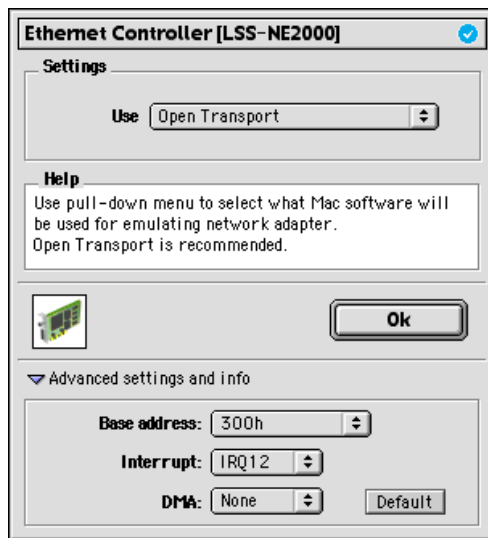 Ethernet Controller [LSS-NE2000]
Settings
Use Open Transport
Help
Use pull-down menu to select what Mac software will
be used for emulating network adapter.
Open Transport is recommended.
Ok
Advanced settings and info
Base address: 300h
Interrupt: IRQ12
DMA: None Default